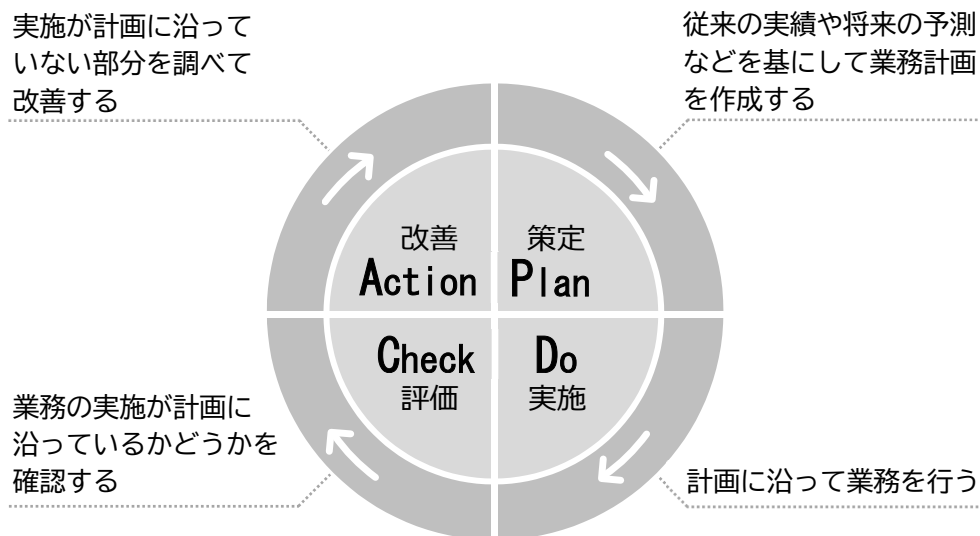 実施が計画に沿って
いない部分を調べて
改善する
従来の実績や将来の予測
などを基にして業務計画
を作成する
改善
Action
策定
Plan
Check
評価
Do
実施
業務の実施が計画に
沿っているかどうかを
確認する
計画に沿って業務を行う